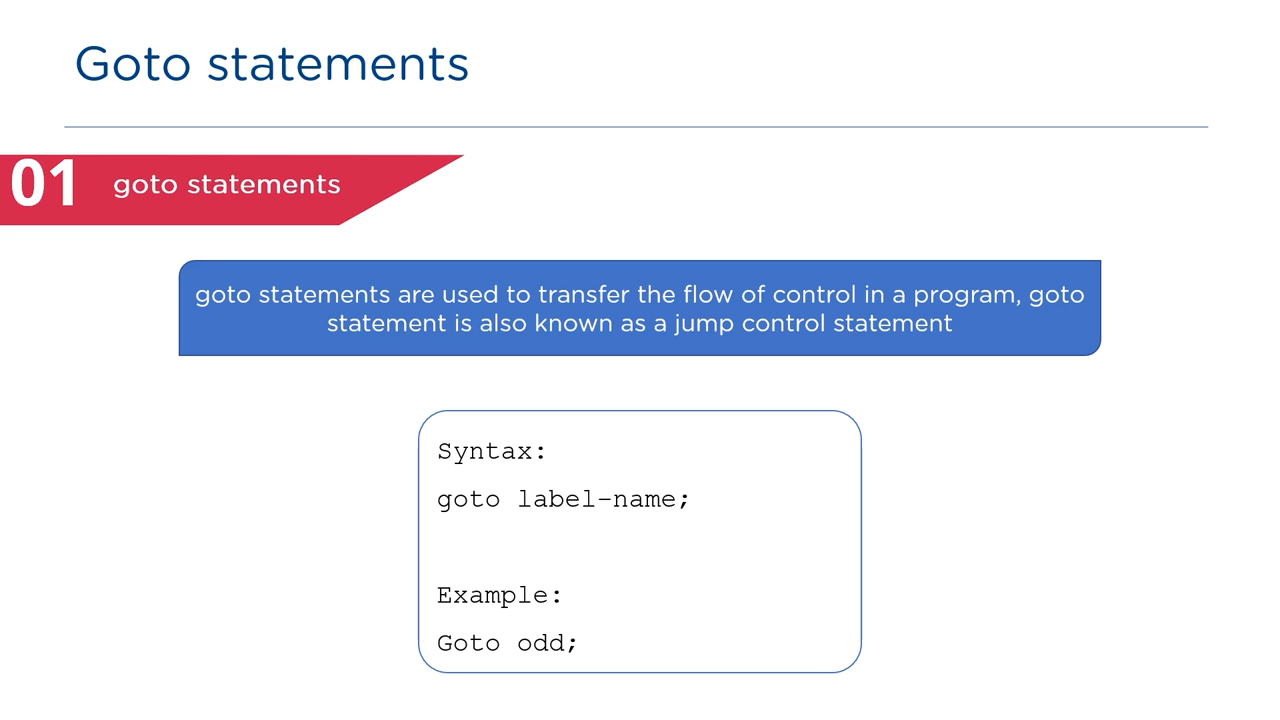 Goto statements
01 goto statements
goto statements are used to transfer the flow of control in a program, goto
statement is also known as a jump control statement
Syntax:
goto label-name;
Example:
Goto odd;